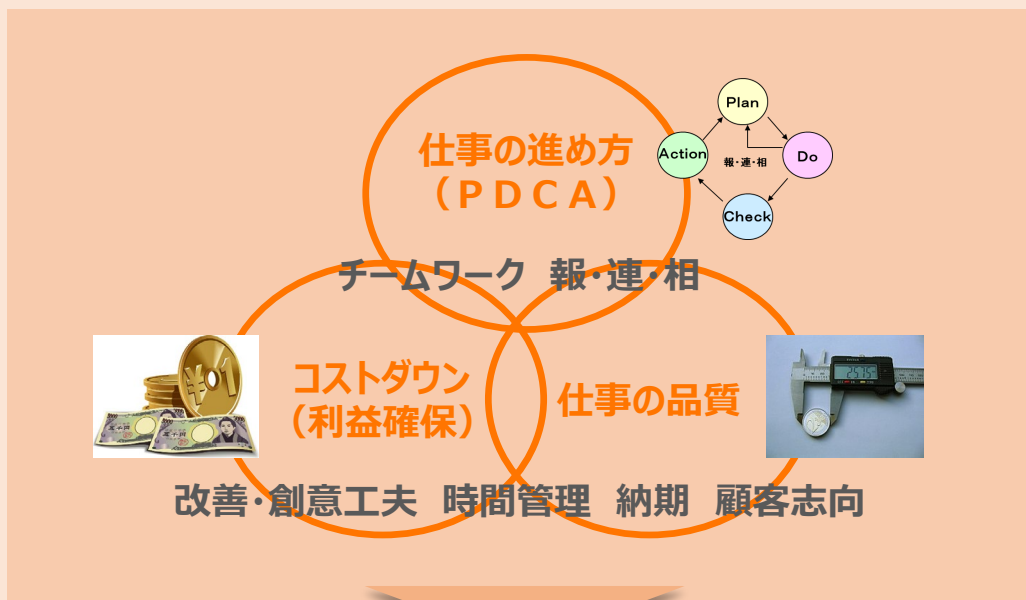 仕事の進め方
（ＰＤＣＡ）
Plan
Action
Do
報・連・相
Check
チームワーク　報・連・相
コストダウン
（利益確保）
仕事の品質
改善・創意工夫　時間管理　納期　顧客志向